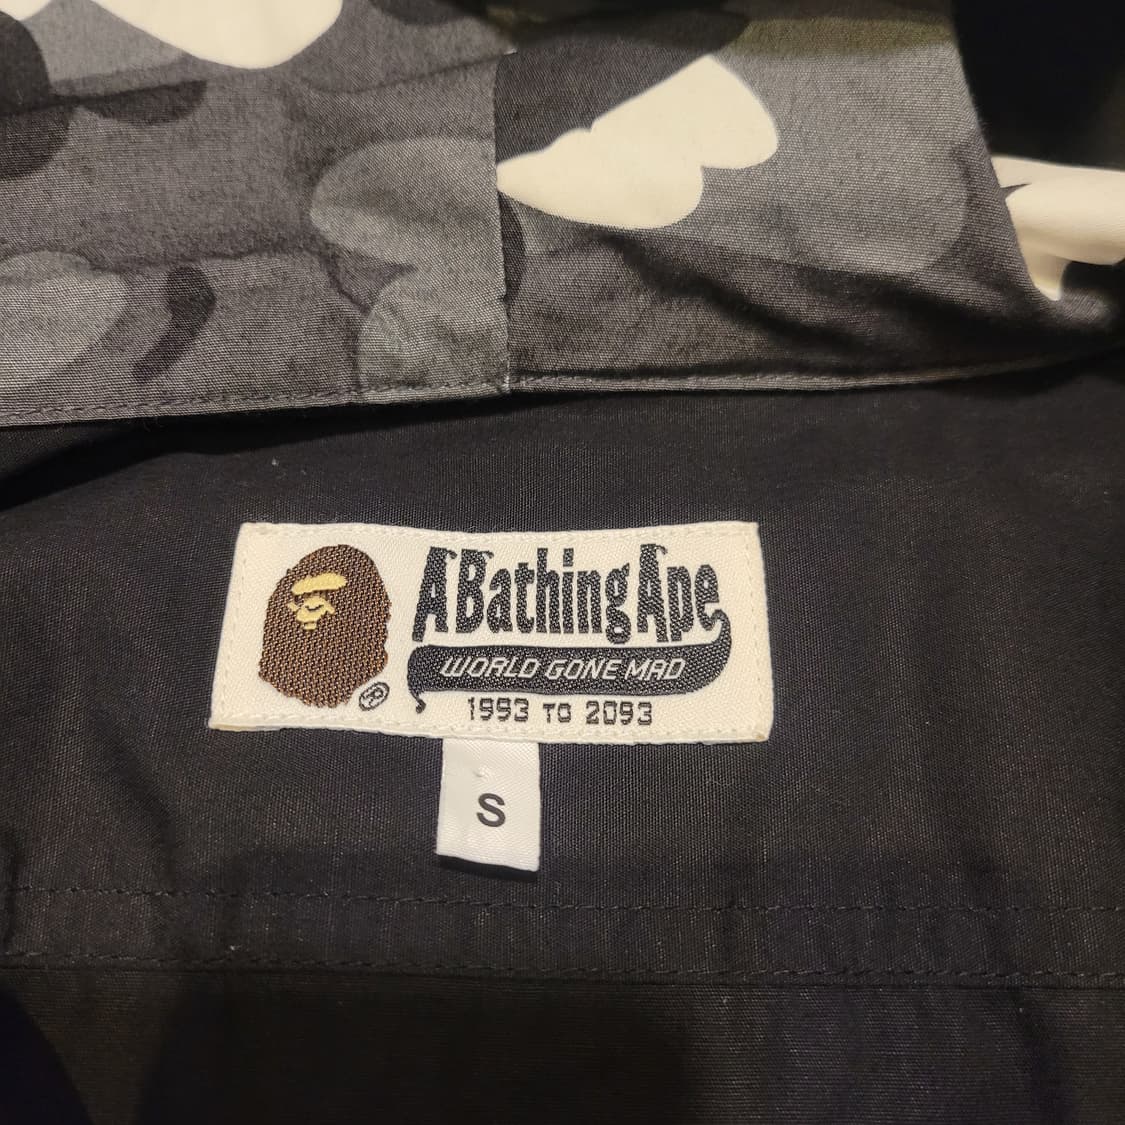 A Bathing Ape
WORLD GONE MAD
®
1993 TO 2093
S